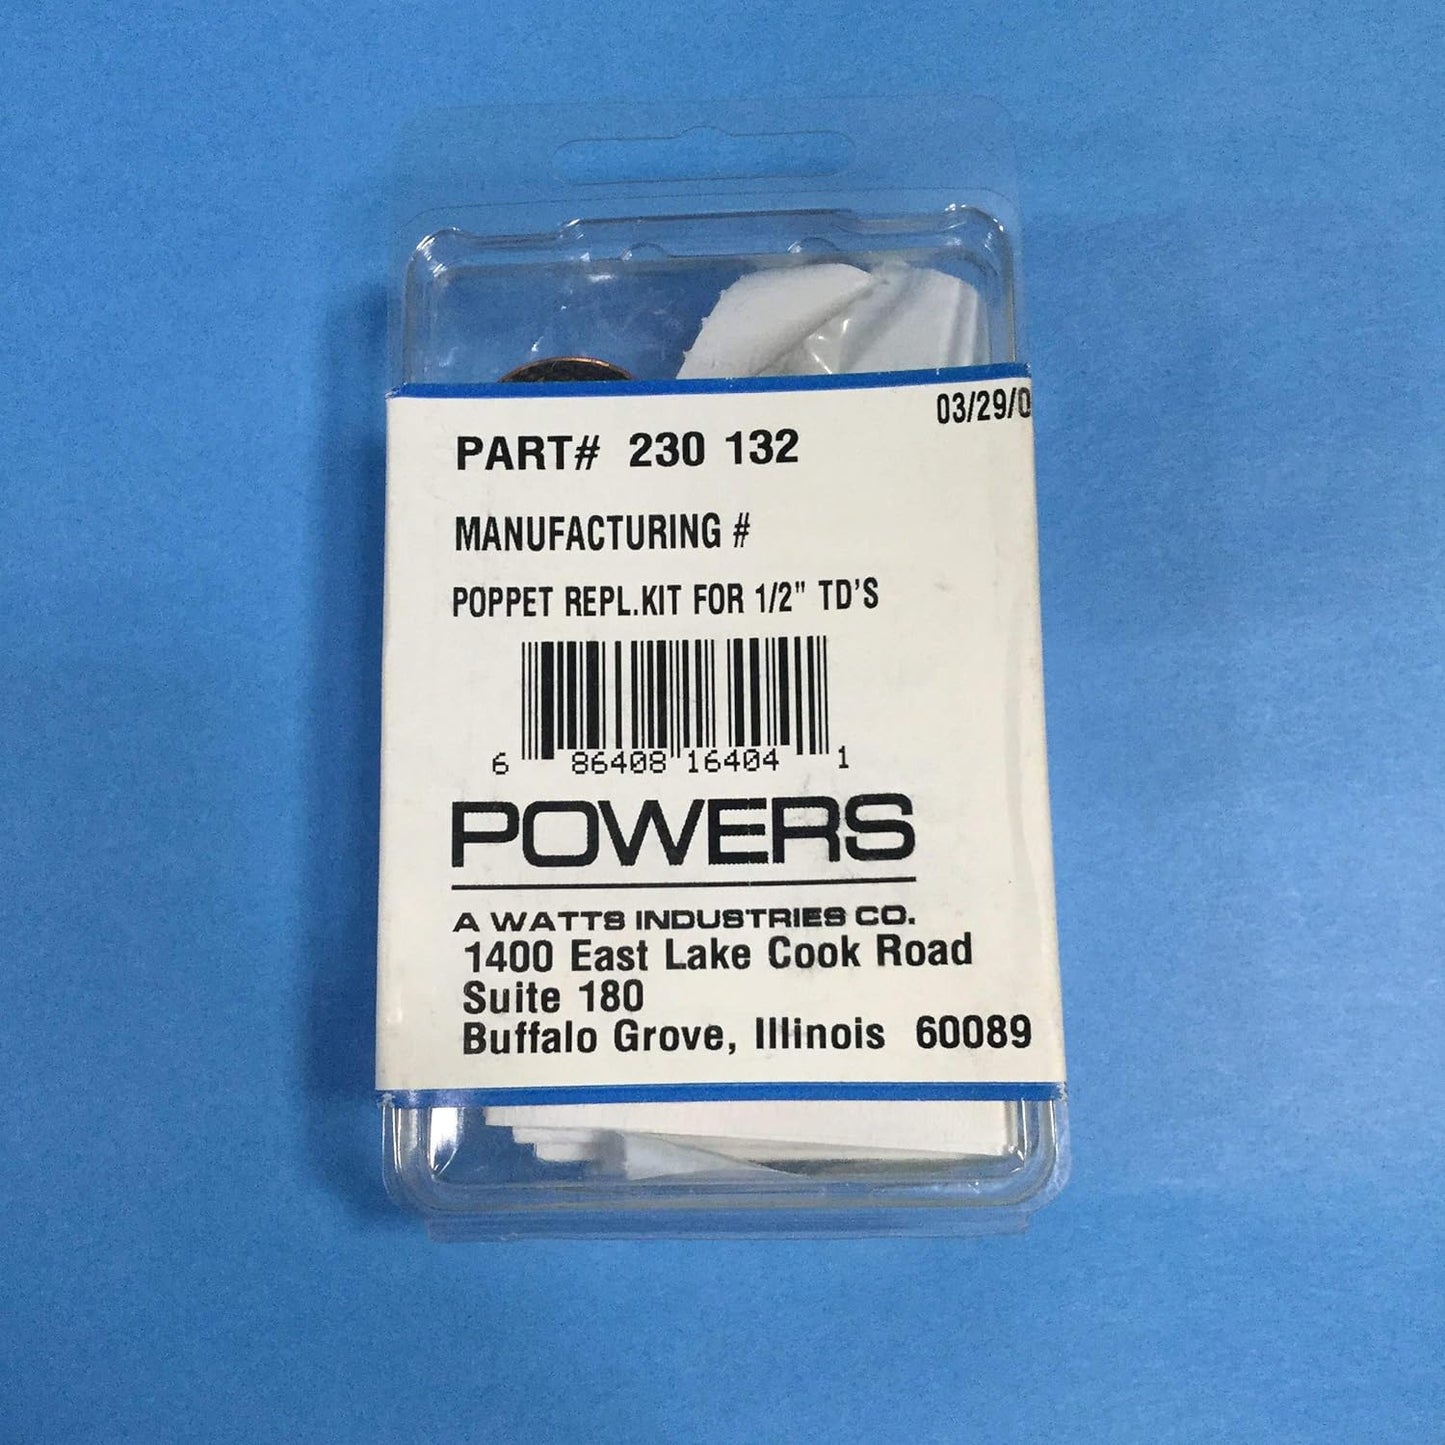 03/29/0
PART# 230 132
MANUFACTURING #
POPPET REPL.KIT FOR 1/2" TD'S
6 86408 16404 1
POWERS
A WATTS INDUSTRIES CO.
1400 East Lake Cook Road
Suite 180
Buffalo Grove, Illinois 60089